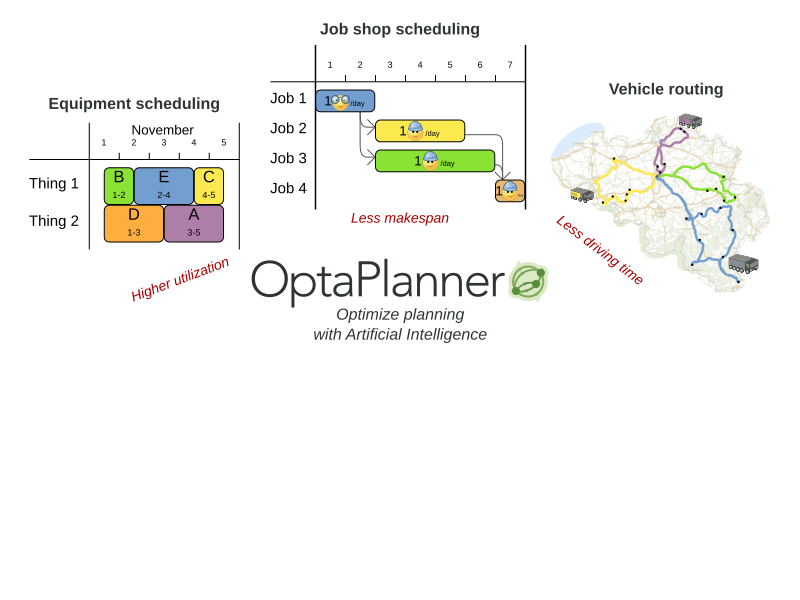 Job shop scheduling
1 2 3 4 5 6 7
Job 1
1 /day
Job 2
1 /day
Job 3
1 /day
Job 4
1
Less makespan
Equipment scheduling
November
1 2 3 4 5
Thing 1
B E C
1-2 2-4 4-5
Thing 2
D A
1-3 3-5
Higher utilization
Vehicle routing
Less driving time
OptaPlanner
Optimize planning
with Artificial Intelligence